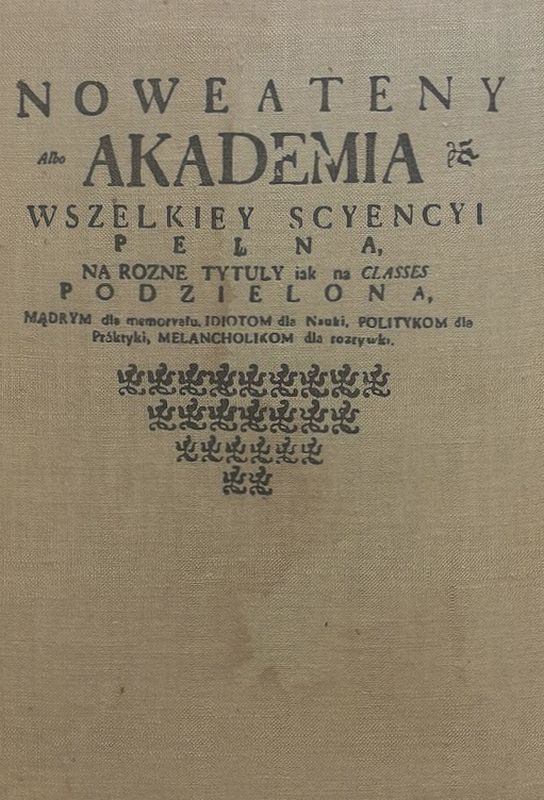 NOWE ATENY
Albo AKADEMIA
WSZELKIEY SCYENCYI
PEŁNA,
NA ROZNE TYTUŁY iak na CLASSES
PODZIELONA,
MĄDRYM dla memoryału, IDIOTOM dla Nauki, POLITYKOM dla
Práktyki, MELANCHOLIKOM dla rozrywki.